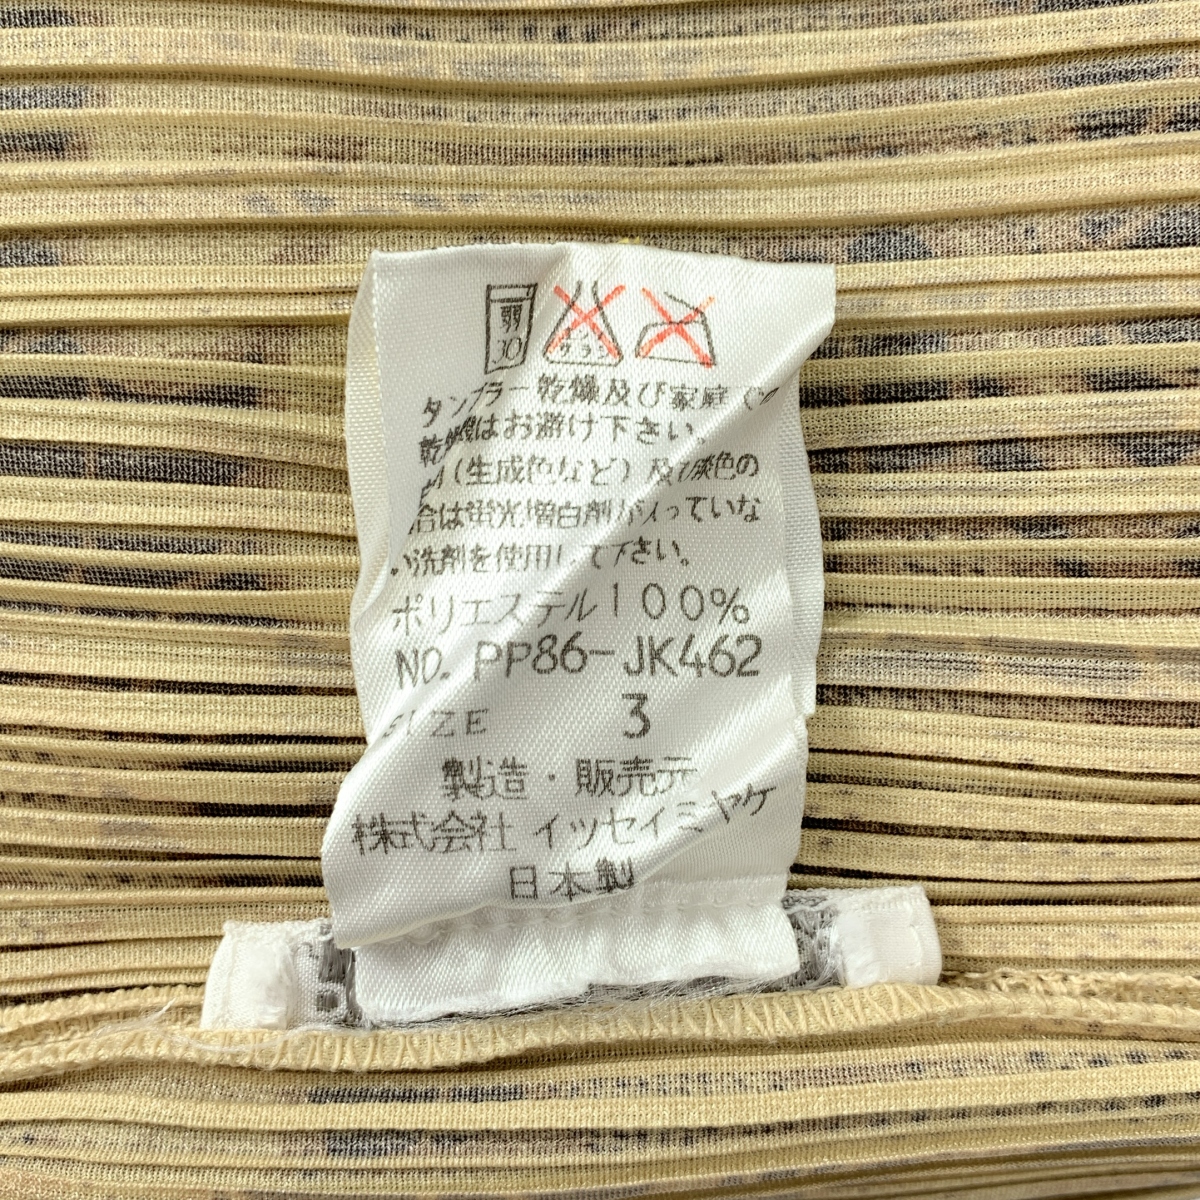 弱
30
サラシ
タンブラー乾燥及び家庭での
乾燥はお避け下さい。
(生成色など)及び淡色の
合は蛍光増白剤が入っていな
い洗剤を使用して下さい。
ポリエステル100%
NO. PP86-JK462
SIZE 3
製造・販売元
株式会社 イッセイミヤケ
日本製